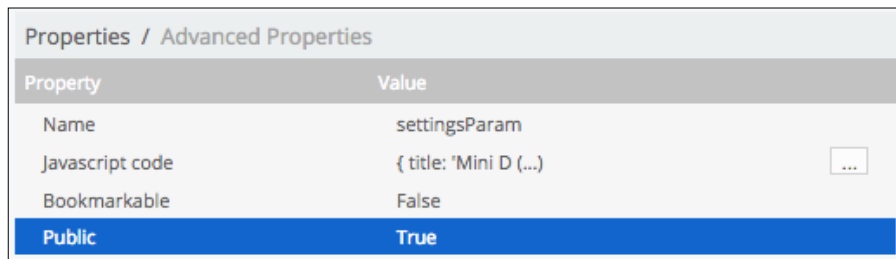 Properties / Advanced Properties
Property Value
Name settingsParam
Javascript code { title: 'Mini D (...) ...
Bookmarkable False
Public True